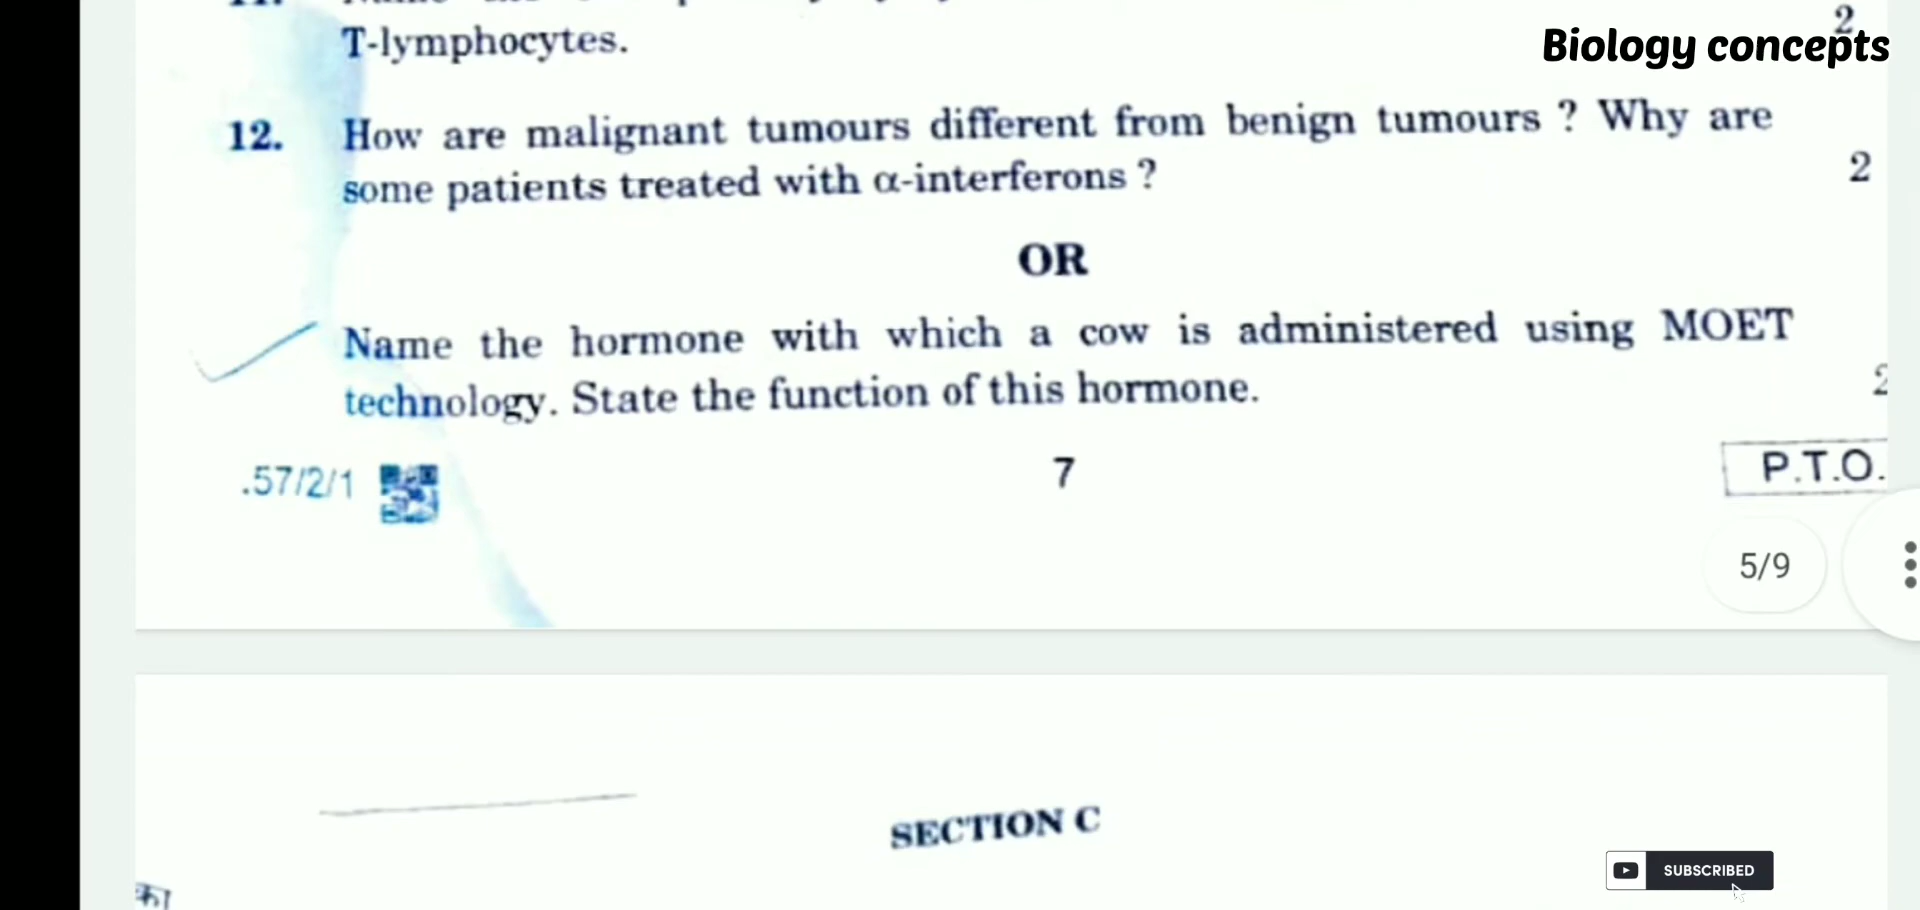 T-lymphocytes.
2
Biology concepts
12. How are malignant tumours different from benign tumours ? Why are
some patients treated with α-interferons ?
2
OR
Name the hormone with which a cow is administered using MOET
technology. State the function of this hormone.
2
.57/2/1
7
P.T.O.
5/9
SECTION C
SUBSCRIBED
का